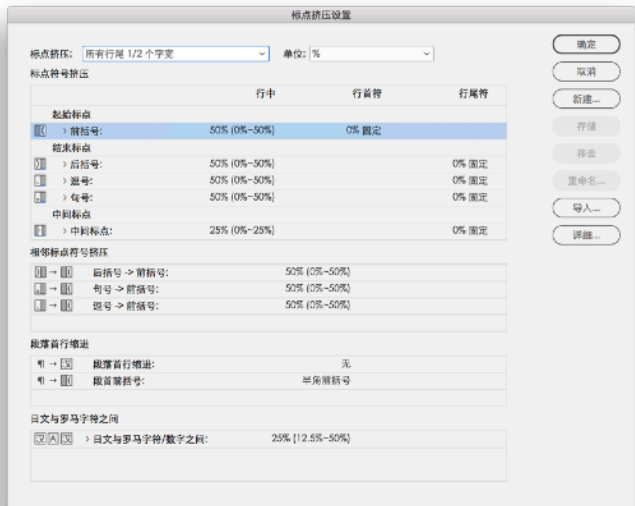 标点挤压设置
标点挤压: 所有行尾 1/2 个字宽 单位: %
确定
取消
新建...
存储
移去
重命名...
导入...
详细...
标点符号挤压
行中 行首符 行尾符
起始标点
> 前括号: 50% (0%~50%) 0% 固定
结束标点
> 后括号: 50% (0%~50%) 0% 固定
> 逗号: 50% (0%~50%) 0% 固定
> 句号: 50% (0%~50%) 0% 固定
中间标点
> 中间标点: 25% (0%~25%) 0% 固定
相邻标点符号挤压
后括号 -> 前括号: 50% (0%~50%)
句号 -> 前括号: 50% (0%~50%)
逗号 -> 前括号: 50% (0%~50%)
段落首行缩进
¶ → 汉 段落首行缩进: 无
¶ → 段首前括号: 半角前括号
日文与罗马字符之间
汉 A 汉 > 日文与罗马字符/数字之间: 25% (12.5%~50%)